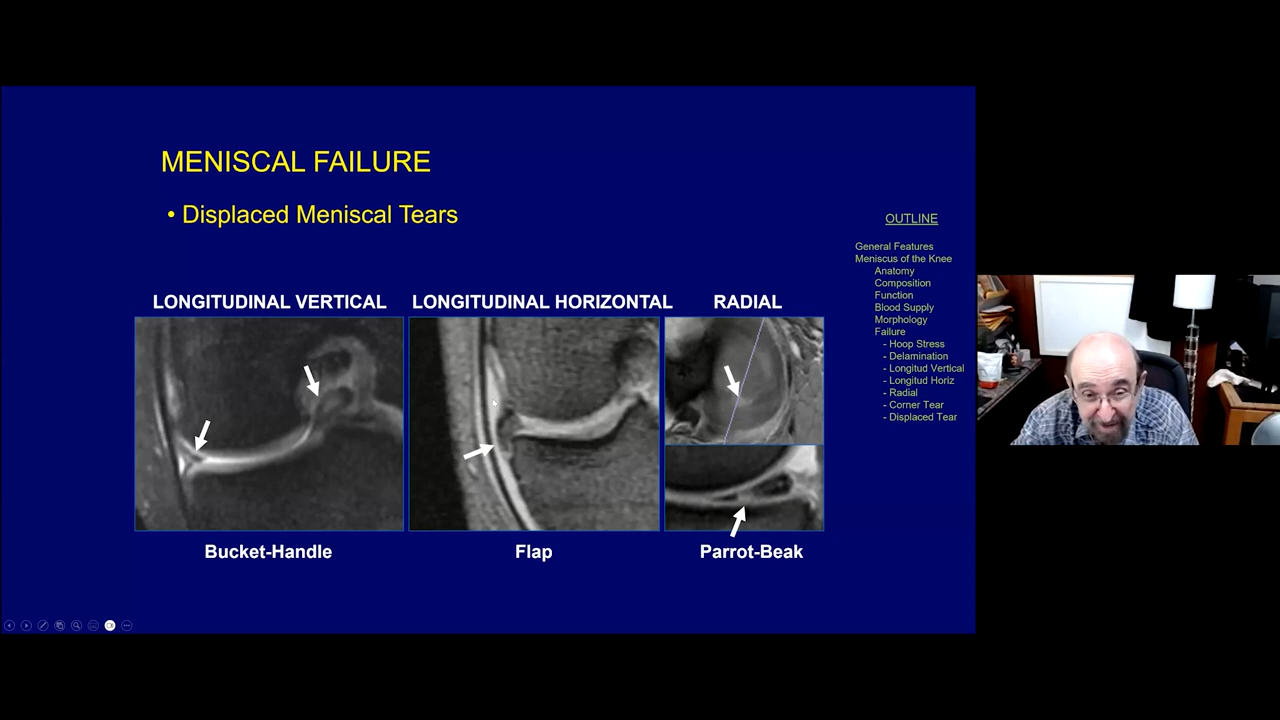 MENISCAL FAILURE
• Displaced Meniscal Tears
LONGITUDINAL VERTICAL
LONGITUDINAL HORIZONTAL
RADIAL
Bucket-Handle
Flap
Parrot-Beak
OUTLINE
General Features
Meniscus of the Knee
Anatomy
Composition
Function
Blood Supply
Morphology
Failure
- Hoop Stress
- Delamination
- Longitud Vertical
- Longitud Horiz
- Radial
- Corner Tear
- Displaced Tear